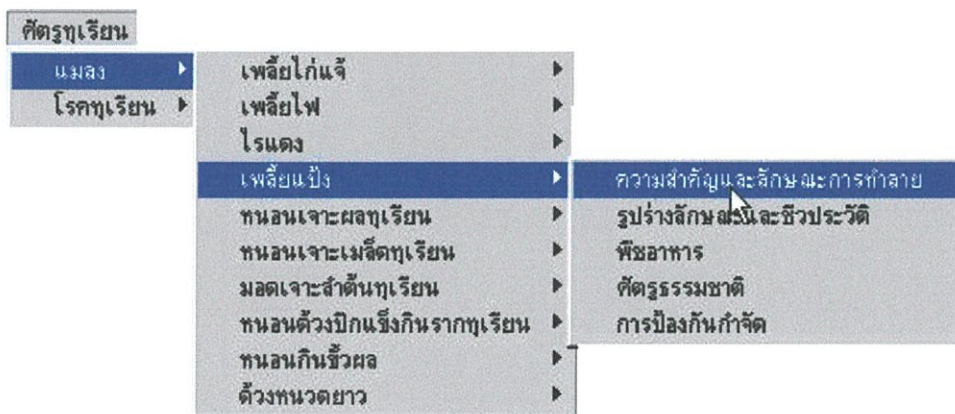 ศัตรูทุเรียน
แมลง
โรคทุเรียน
เพลี้ยไก่แจ้
เพลี้ยไฟ
ไรแดง
เพลี้ยแป้ง
หนอนเจาะผลทุเรียน
หนอนเจาะเมล็ดทุเรียน
มอดเจาะลำต้นทุเรียน
หนอนด้วงปีกแข็งกินรากทุเรียน
หนอนกินขั้วผล
ด้วงหนวดยาว
ความสำคัญและลักษณะการทำลาย
รูปร่างลักษณะและชีวประวัติ
พืชอาหาร
ศัตรูธรรมชาติ
การป้องกันกำจัด